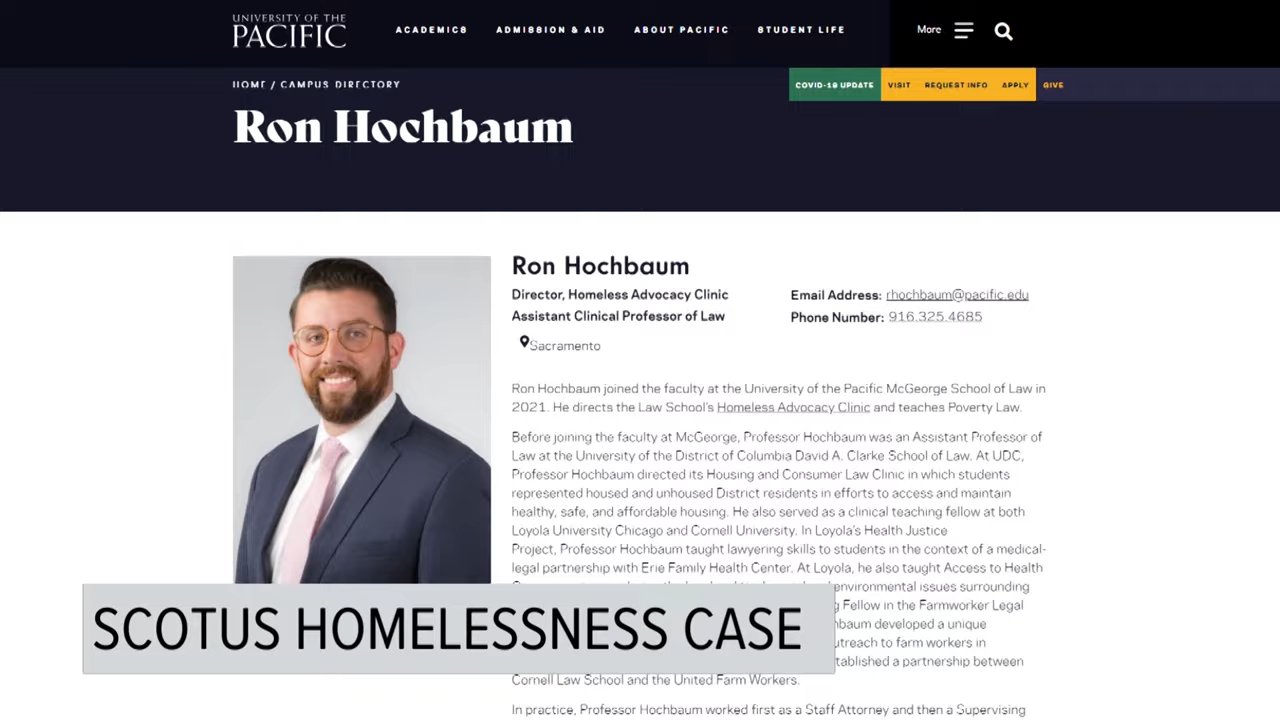 UNIVERSITY OF THE
PACIFIC
ACADEMICS
ADMISSION & AID
ABOUT PACIFIC
STUDENT LIFE
More
HOME / CAMPUS DIRECTORY
COVID-19 UPDATE
VISIT
REQUEST INFO
APPLY
GIVE
Ron Hochbaum
Ron Hochbaum
Director, Homeless Advocacy Clinic
Assistant Clinical Professor of Law
Sacramento
Email Address: rhochbaum@pacific.edu
Phone Number: 916.325.4685
Ron Hochbaum joined the faculty at the University of the Pacific McGeorge School of Law in
2021. He directs the Law School's Homeless Advocacy Clinic and teaches Poverty Law.
Before joining the faculty at McGeorge, Professor Hochbaum was an Assistant Professor of
Law at the University of the District of Columbia David A. Clarke School of Law. At UDC,
Professor Hochbaum directed its Housing and Consumer Law Clinic in which students
represented housed and unhoused District residents in efforts to access and maintain
healthy, safe, and affordable housing. He also served as a clinical teaching fellow at both
Loyola University Chicago and Cornell University. In Loyola's Health Justice
Project, Professor Hochbaum taught lawyering skills to students in the context of a medical-
legal partnership with Erie Family Health Center. At Loyola, he also taught Access to Health
environmental issues surrounding
Fellow in the Farmworker Legal
developed a unique
to farm workers in
a partnership between
Cornell Law School and the United Farm Workers.
In practice, Professor Hochbaum worked first as a Staff Attorney and then a Supervising
SCOTUS HOMELESSNESS CASE